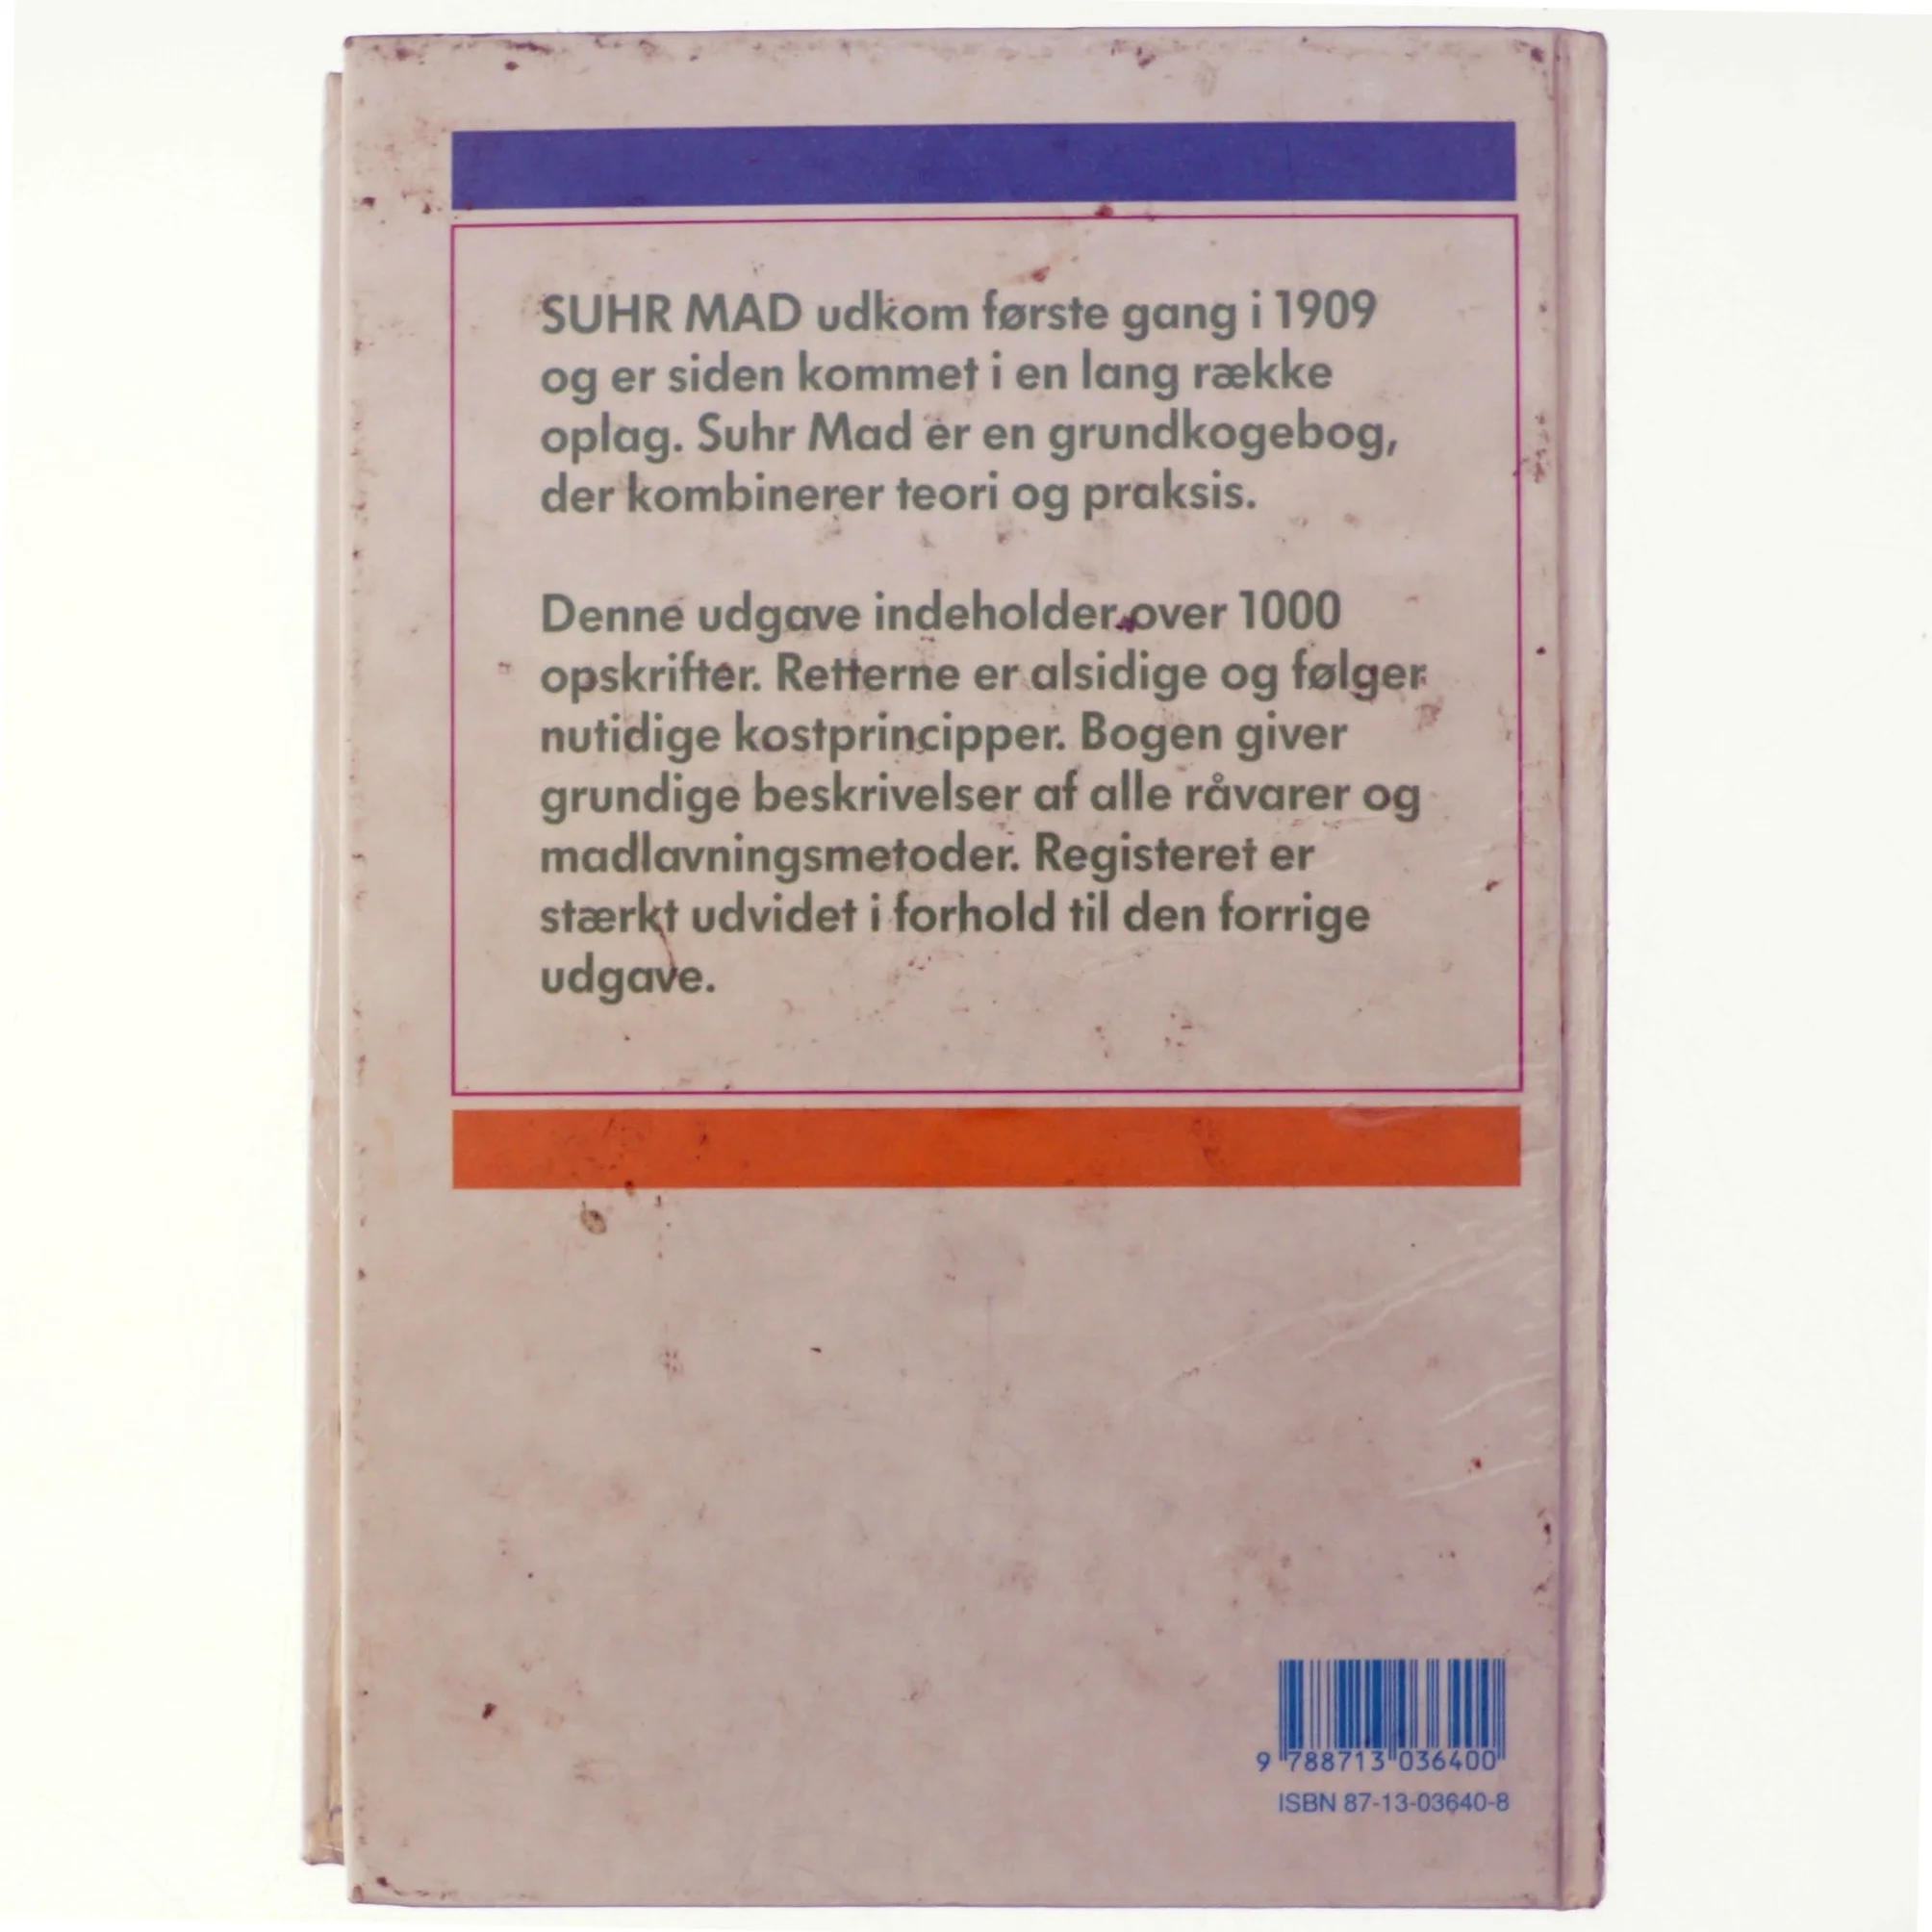 SUHR MAD udkom første gang i 1909
og er siden kommet i en lang række
oplag. Suhr Mad er en grundkogebog,
der kombinerer teori og praksis.
Denne udgave indeholder over 1000
opskrifter. Retterne er alsidige og følger
nutidige kostprincipper. Bogen giver
grundige beskrivelser af alle råvarer og
madlavningsmetoder. Registeret er
stærkt udvidet i forhold til den forrige
udgave.
9 788713 036400
ISBN 87-13-03640-8